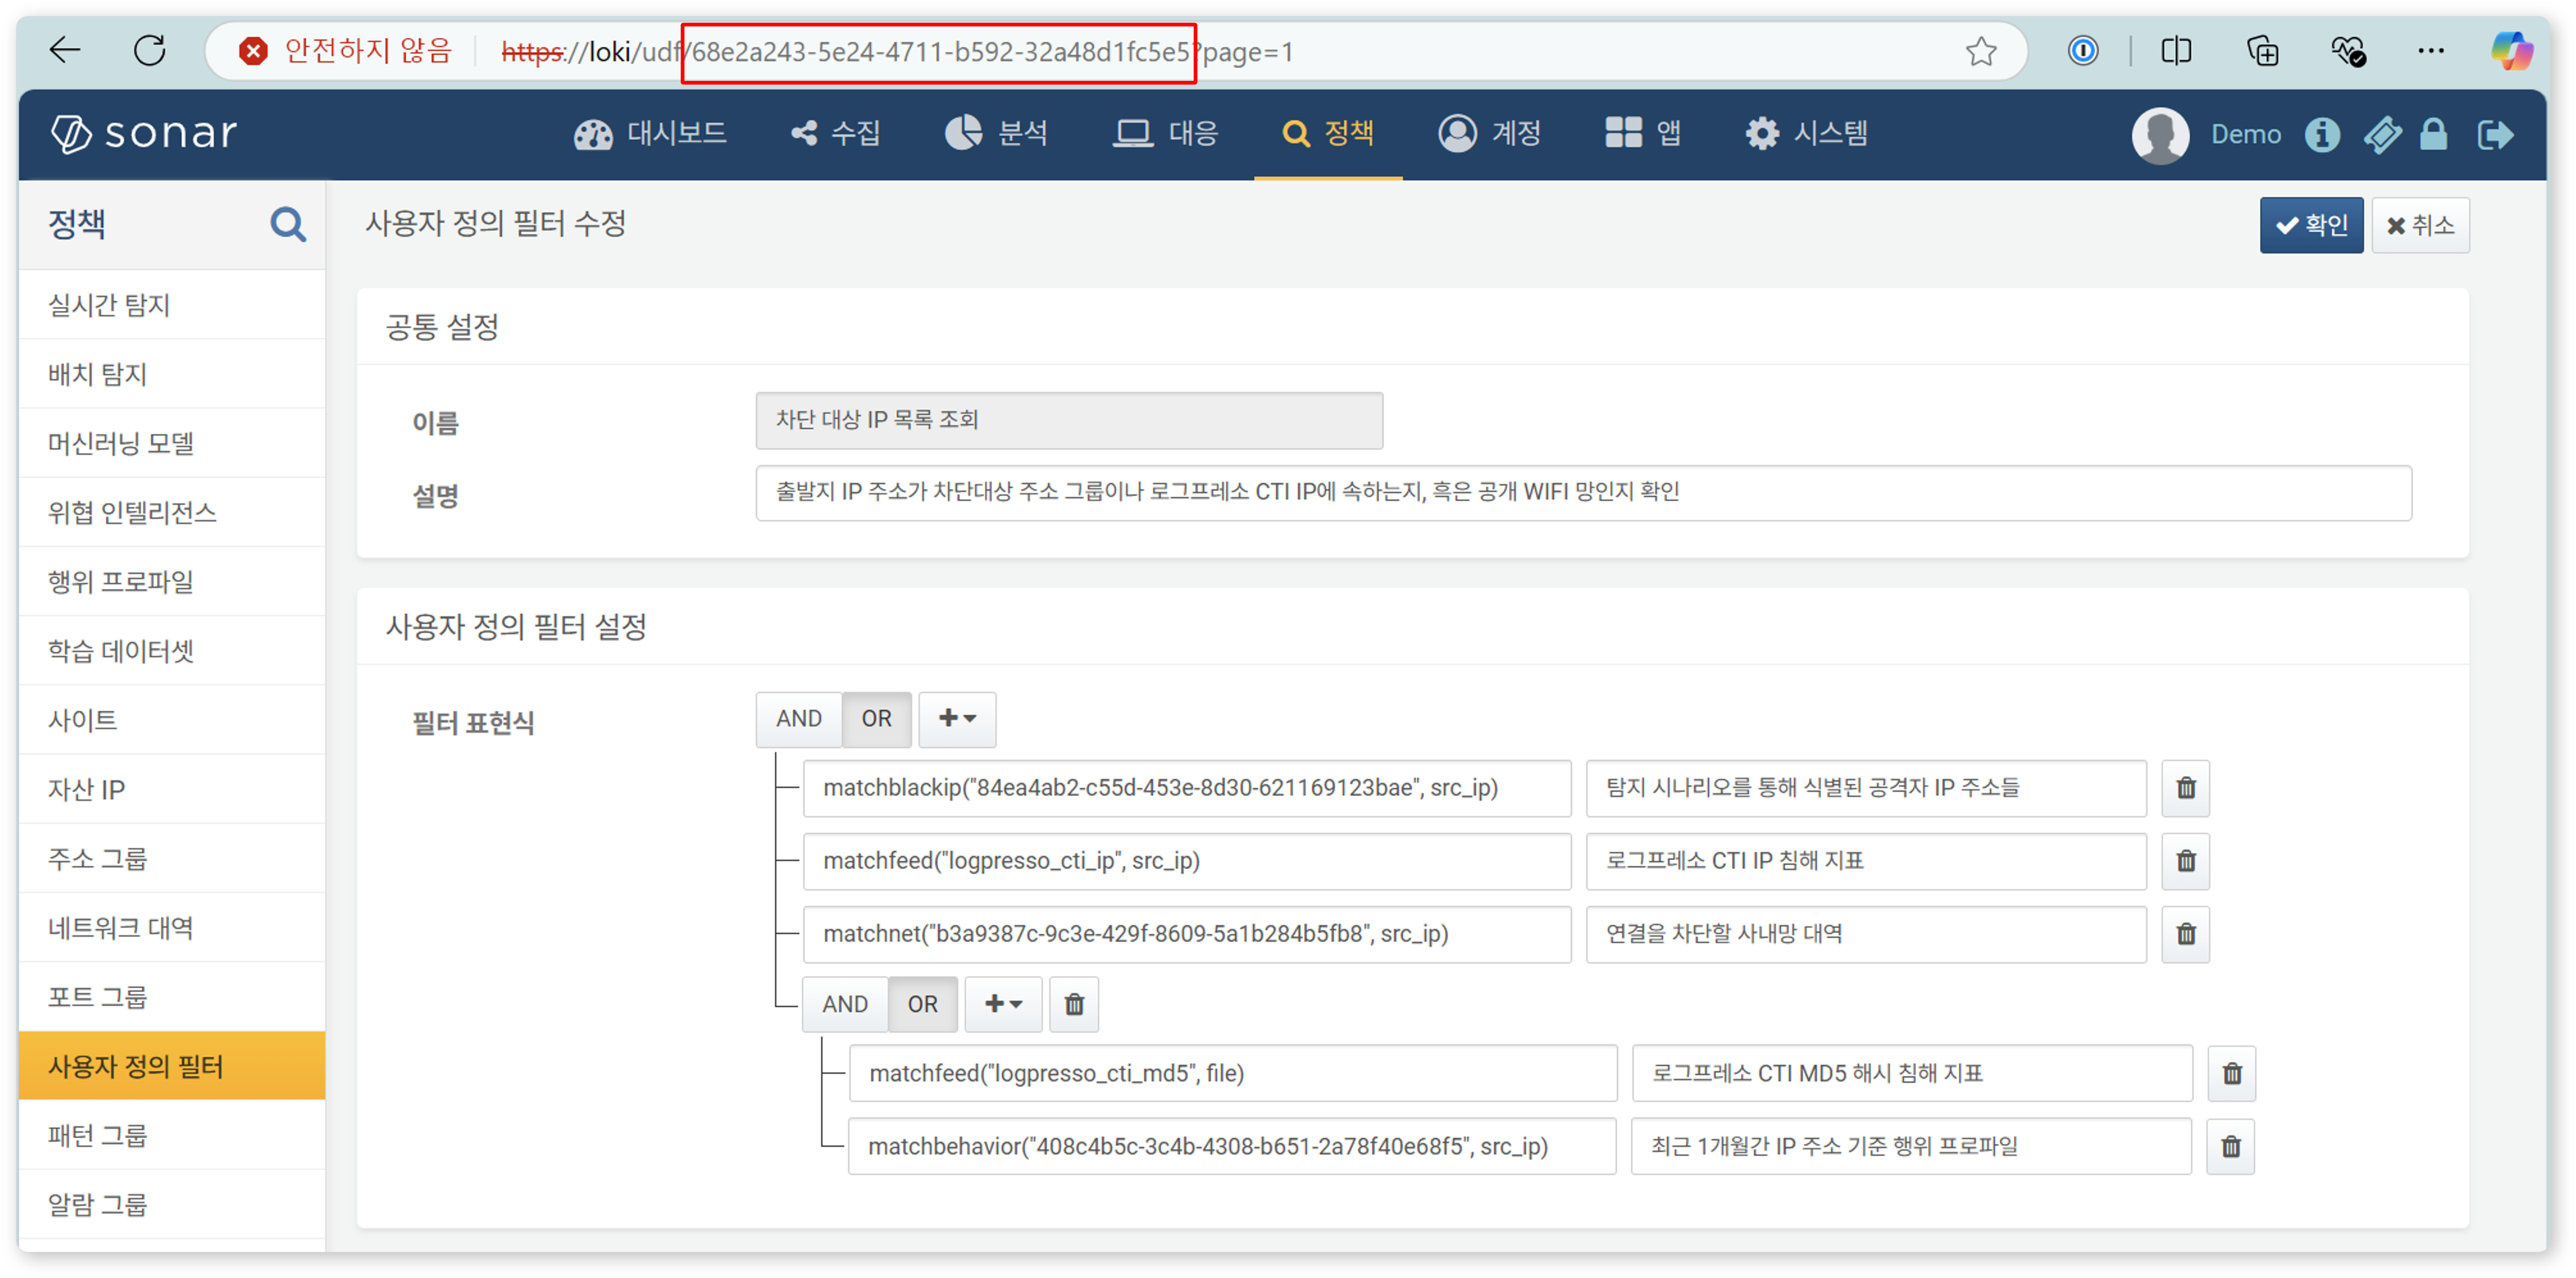 안전하지 않음 https://loki/udf/68e2a243-5e24-4711-b592-32a48d1fc5e5?page=1
sonar 대시보드 수집 분석 대응 정책 계정 앱 시스템 Demo
정책
사용자 정의 필터 수정
확인
취소
실시간 탐지
배치 탐지
머신러닝 모델
위협 인텔리전스
행위 프로파일
학습 데이터셋
사이트
자산 IP
주소 그룹
네트워크 대역
포트 그룹
사용자 정의 필터
패턴 그룹
알람 그룹
공통 설정
이름 차단 대상 IP 목록 조회
설명 출발지 IP 주소가 차단대상 주소 그룹이나 로그프레소 CTI IP에 속하는지, 혹은 공개 WIFI 망인지 확인
사용자 정의 필터 설정
필터 표현식 AND OR
matchblackip("84ea4ab2-c55d-453e-8d30-621169123bae", src_ip) 탐지 시나리오를 통해 식별된 공격자 IP 주소들
matchfeed("logpresso_cti_ip", src_ip) 로그프레소 CTI IP 침해 지표
matchnet("b3a9387c-9c3e-429f-8609-5a1b284b5fb8", src_ip) 연결을 차단할 사내망 대역
AND OR
matchfeed("logpresso_cti_md5", file) 로그프레소 CTI MD5 해시 침해 지표
matchbehavior("408c4b5c-3c4b-4308-b651-2a78f40e68f5", src_ip) 최근 1개월간 IP 주소 기준 행위 프로파일